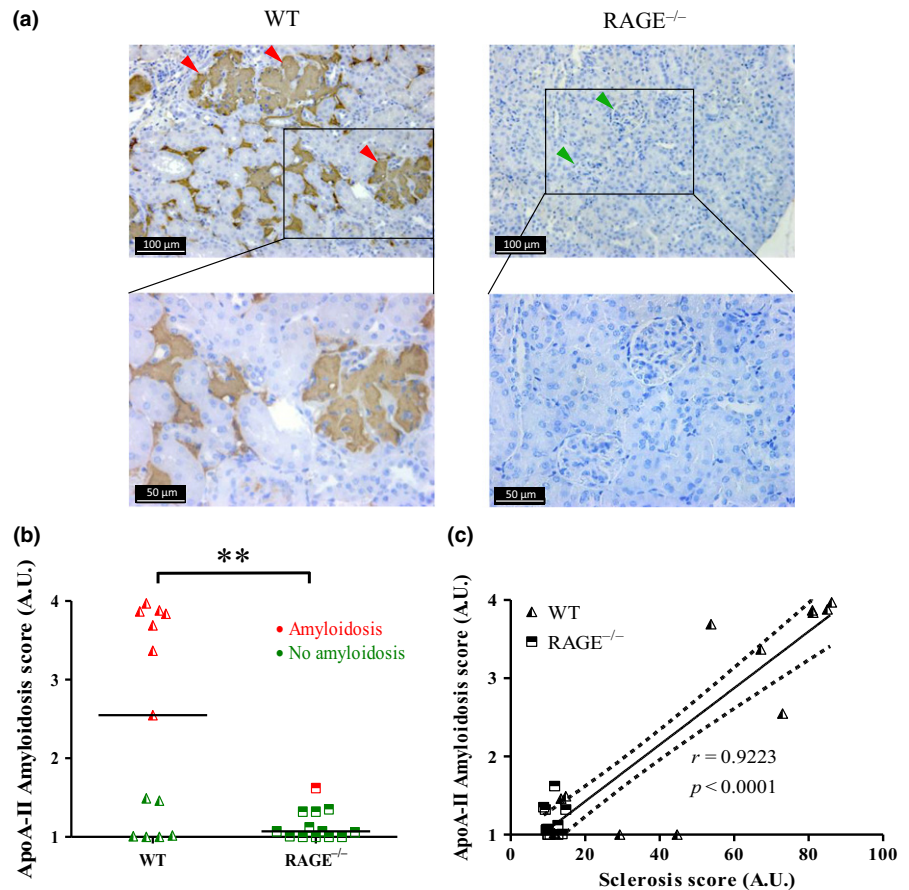 (a)
WT
RAGE–/–
100 µm
100 µm
50 µm
50 µm
(b)
**
ApoA-II Amyloidosis score (A.U.)
4
3
2
1
Amyloidosis
No amyloidosis
WT
RAGE–/–
(c)
ApoA-II Amyloidosis score (A.U.)
4
3
2
1
WT
RAGE–/–
r = 0.9223
p < 0.0001
0
20
40
60
80
100
Sclerosis score (A.U.)